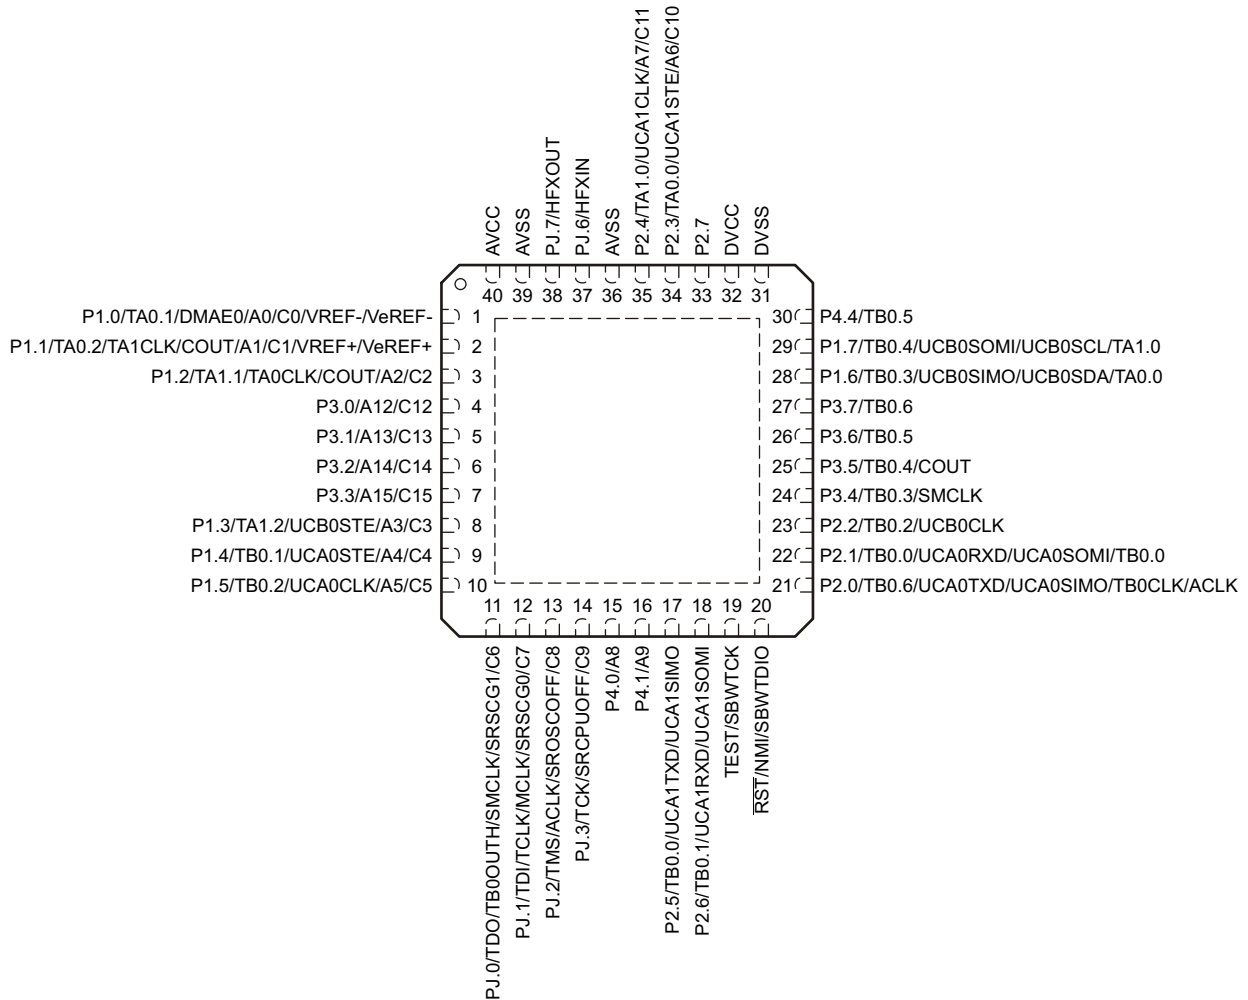 P2.4/TA1.0/UCA1CLK/A7/C11
P2.3/TA0.0/UCA1STE/A6/C10
PJ.7/HFXOUT
PJ.6/HFXIN
AVCC
AVSS
AVSS
P2.7
DVCC
DVSS
40 39 38 37 36 35 34 33 32 31
P1.0/TA0.1/DMAE0/A0/C0/VREF-/VeREF- 1
30 P4.4/TB0.5
P1.1/TA0.2/TA1CLK/COUT/A1/C1/VREF+/VeREF+ 2
29 P1.7/TB0.4/UCB0SOMI/UCB0SCL/TA1.0
P1.2/TA1.1/TA0CLK/COUT/A2/C2 3
28 P1.6/TB0.3/UCB0SIMO/UCB0SDA/TA0.0
P3.0/A12/C12 4
27 P3.7/TB0.6
P3.1/A13/C13 5
26 P3.6/TB0.5
P3.2/A14/C14 6
25 P3.5/TB0.4/COUT
P3.3/A15/C15 7
24 P3.4/TB0.3/SMCLK
P1.3/TA1.2/UCB0STE/A3/C3 8
23 P2.2/TB0.2/UCB0CLK
P1.4/TB0.1/UCA0STE/A4/C4 9
22 P2.1/TB0.0/UCA0RXD/UCA0SOMI/TB0.0
P1.5/TB0.2/UCA0CLK/A5/C5 10
21 P2.0/TB0.6/UCA0TXD/UCA0SIMO/TB0CLK/ACLK
11 12 13 14 15 16 17 18 19 20
PJ.0/TDO/TB0OUTH/SMCLK/SRSCG1/C6
PJ.1/TDI/TCLK/MCLK/SRSCG0/C7
PJ.2/TMS/ACLK/SROSCOFF/C8
PJ.3/TCK/SRCPUOFF/C9
P4.0/A8
P4.1/A9
P2.5/TB0.0/UCA1TXD/UCA1SIMO
P2.6/TB0.1/UCA1RXD/UCA1SOMI
TEST/SBWTCK
RST/NMI/SBWTDIO